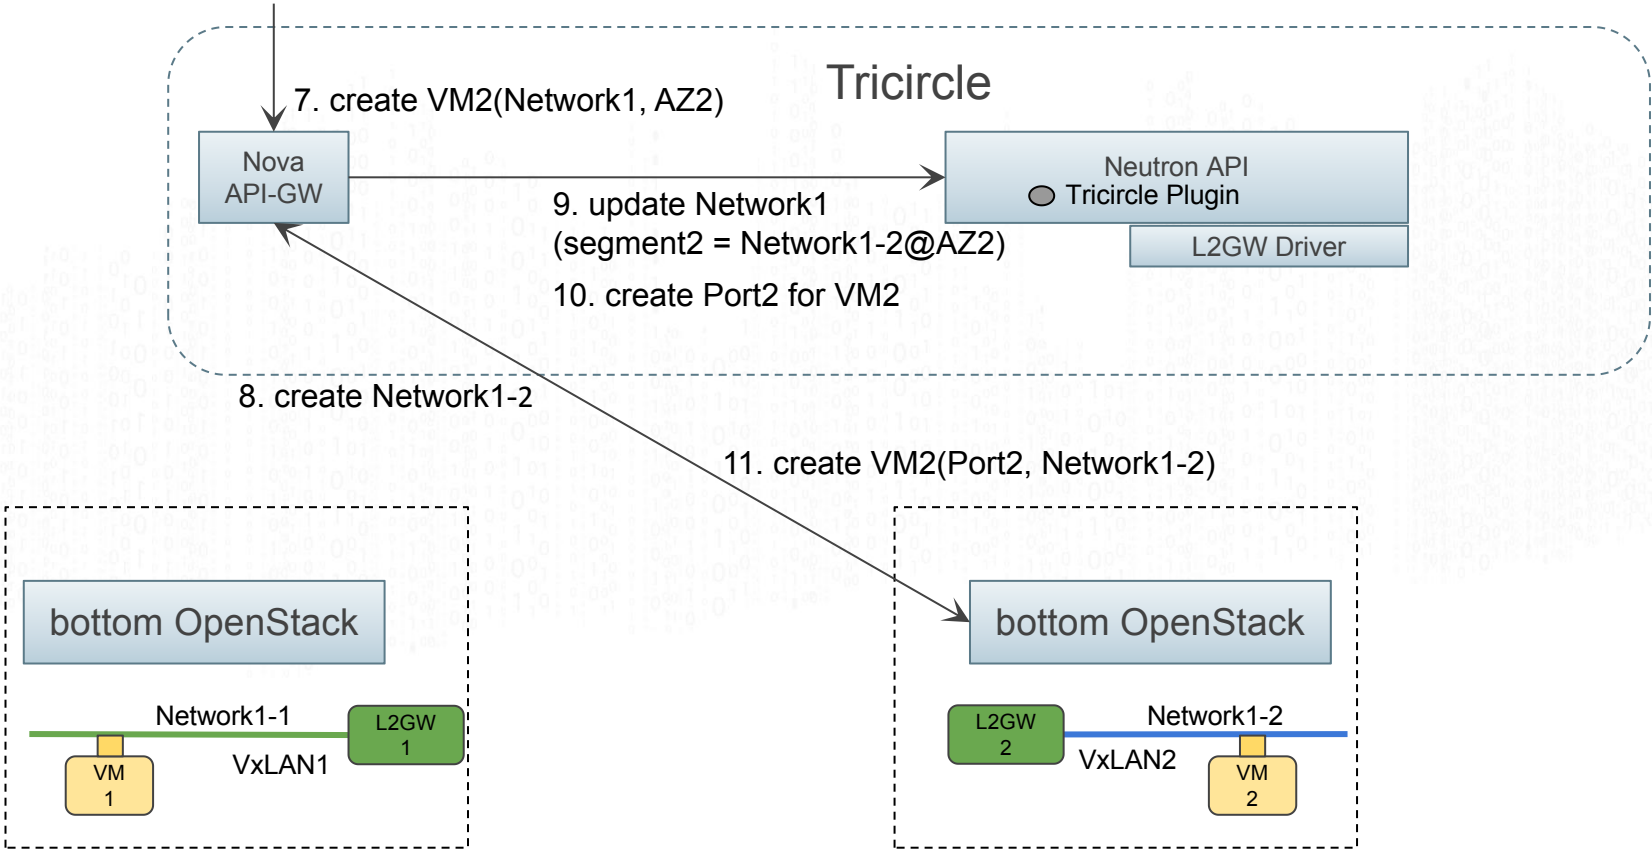 Tricircle
7. create VM2(Network1, AZ2)
Nova
API-GW
Neutron API
Tricircle Plugin
L2GW Driver
9. update Network1
(segment2 = Network1-2@AZ2)
10. create Port2 for VM2
8. create Network1-2
11. create VM2(Port2, Network1-2)
bottom OpenStack
Network1-1
L2GW
1
VxLAN1
VM
1
bottom OpenStack
L2GW
2
Network1-2
VxLAN2
VM
2